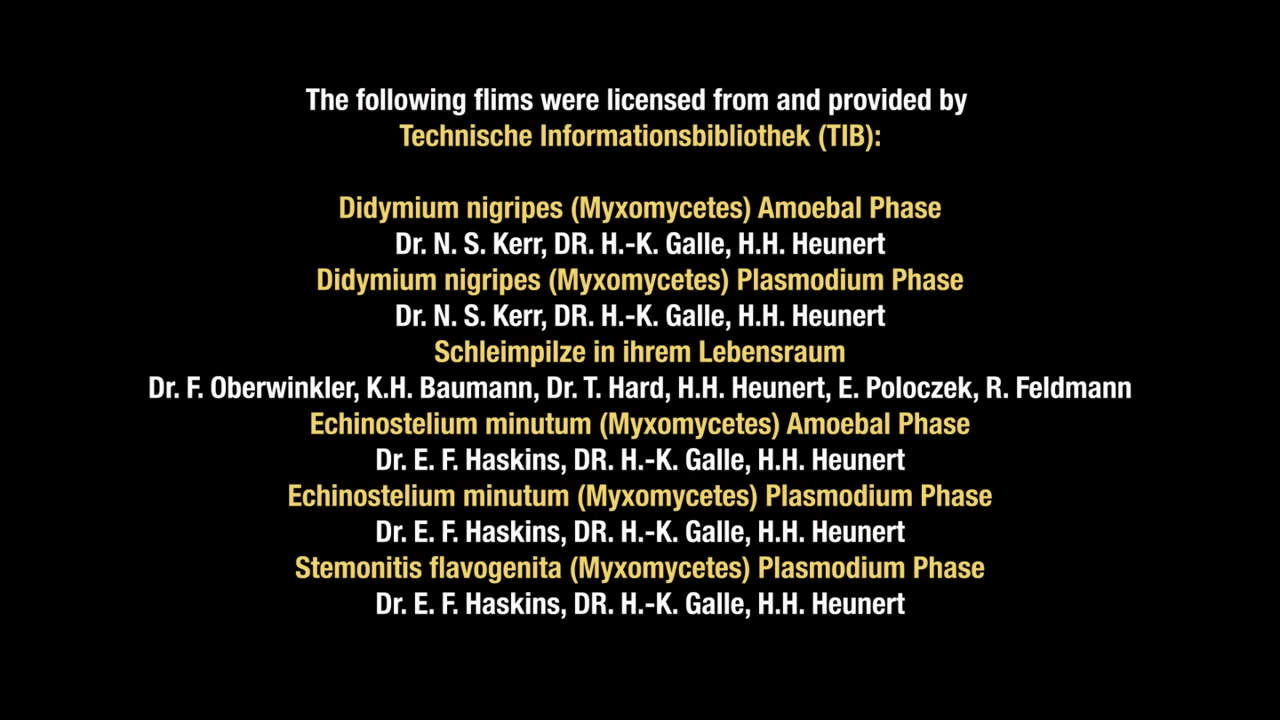 The following flims were licensed from and provided by
Technische Informationsbibliothek (TIB):
Didymium nigripes (Myxomycetes) Amoebal Phase
Dr. N. S. Kerr, DR. H.-K. Galle, H.H. Heunert
Didymium nigripes (Myxomycetes) Plasmodium Phase
Dr. N. S. Kerr, DR. H.-K. Galle, H.H. Heunert
Schleimpilze in ihrem Lebensraum
Dr. F. Oberwinkler, K.H. Baumann, Dr. T. Hard, H.H. Heunert, E. Poloczek, R. Feldmann
Echinostelium minutum (Myxomycetes) Amoebal Phase
Dr. E. F. Haskins, DR. H.-K. Galle, H.H. Heunert
Echinostelium minutum (Myxomycetes) Plasmodium Phase
Dr. E. F. Haskins, DR. H.-K. Galle, H.H. Heunert
Stemonitis flavogenita (Myxomycetes) Plasmodium Phase
Dr. E. F. Haskins, DR. H.-K. Galle, H.H. Heunert